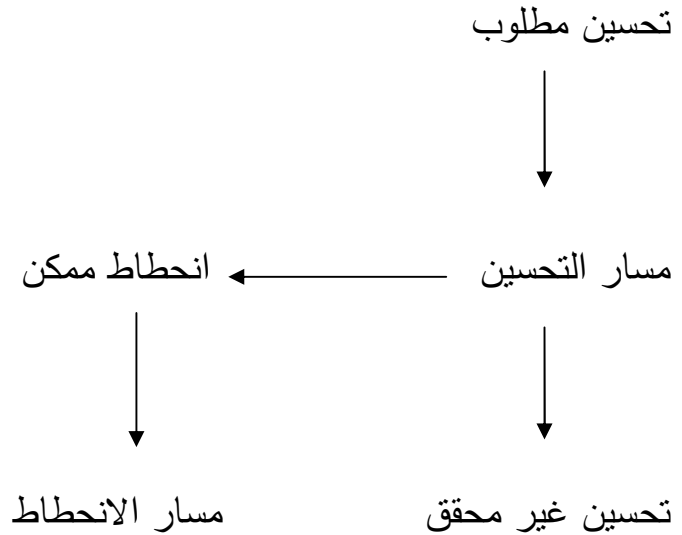 تحسين مطلوب
مسار التحسين
انحطاط ممكن
تحسين غير محقق
مسار الانحطاط